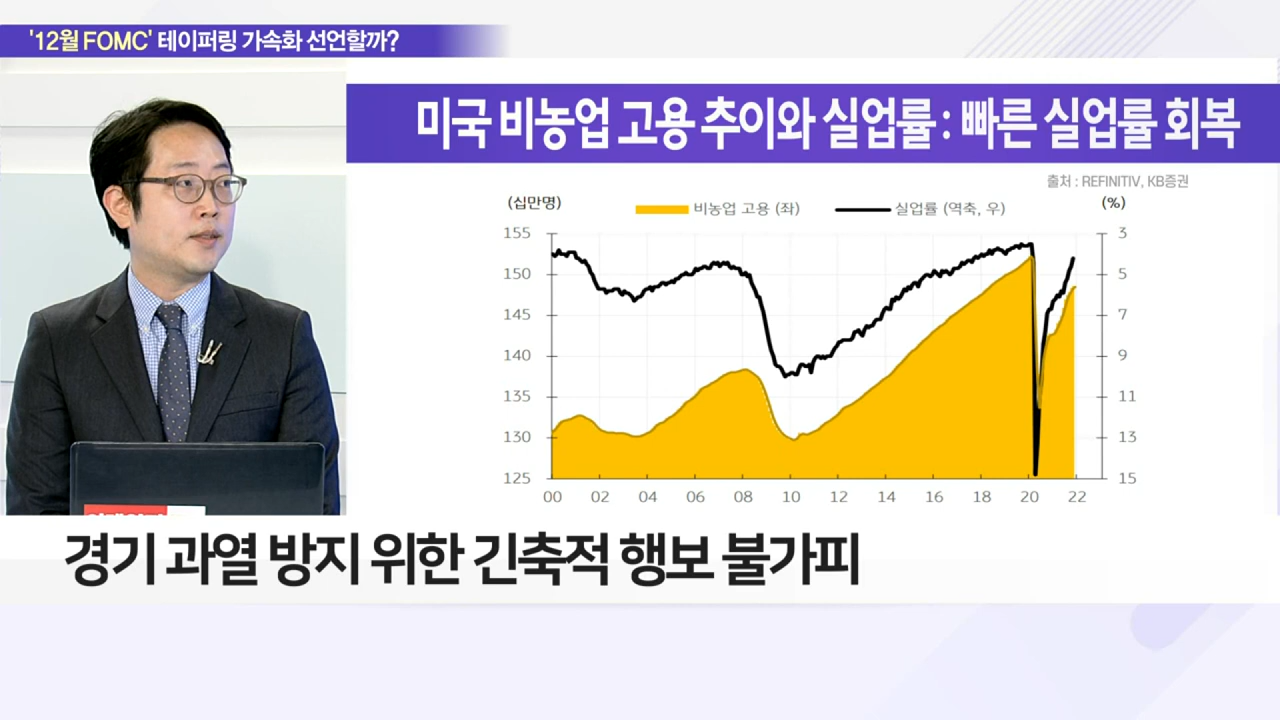 '12월 FOMC' 테이퍼링 가속화 선언할까?
미국 비농업 고용 추이와 실업률 : 빠른 실업률 회복
출처 : REFINITIV, KB증권
(십만명) 비농업 고용 (좌) 실업률 (역축, 우) (%)
155 3
150 5
145 7
140 9
135 11
130 13
125 15
00 02 04 06 08 10 12 14 16 18 20 22
경기 과열 방지 위한 긴축적 행보 불가피